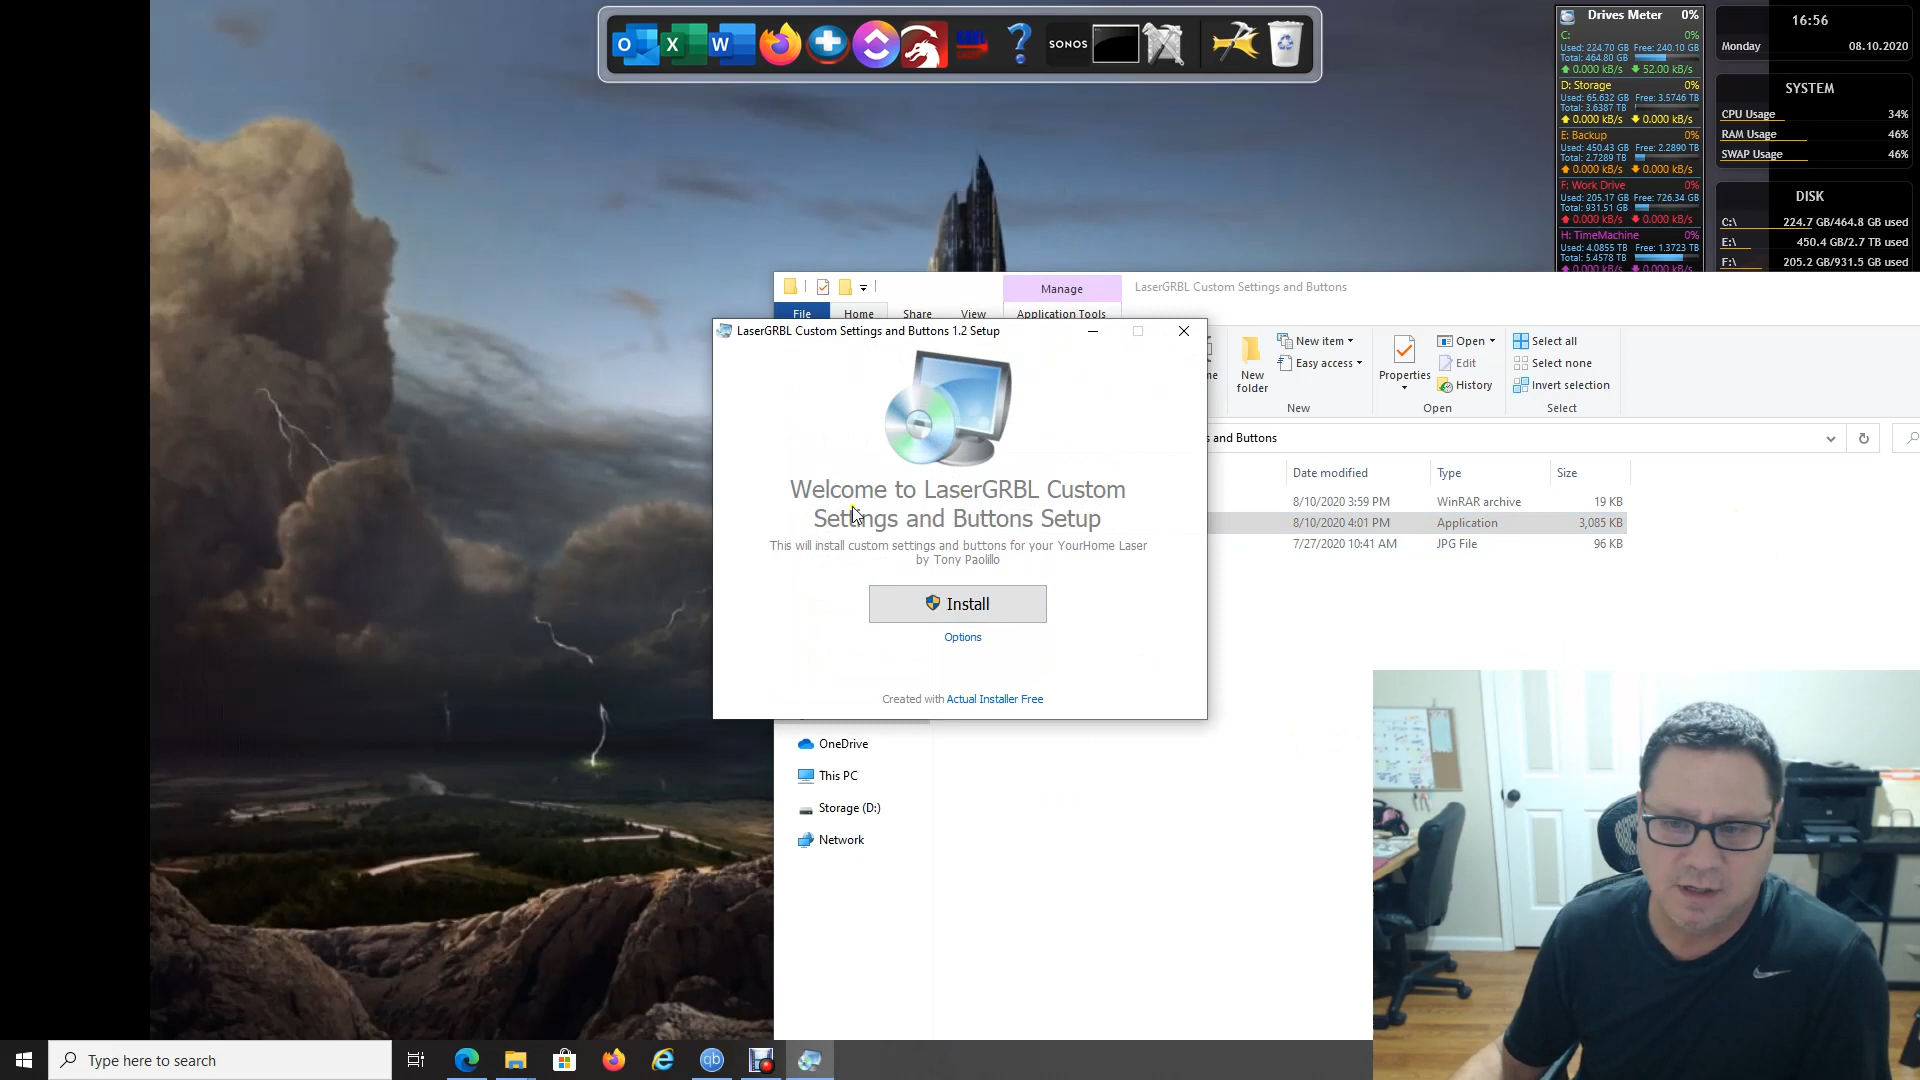 SONOS
Drives Meter 0%
C: 0%
Used: 224.70 GB Free: 240.10 GB
Total: 464.80 GB
0.000 kB/s 52.00 kB/s
D: Storage 0%
Used: 65.632 GB Free: 3.5746 TB
Total: 3.6387 TB
0.000 kB/s 0.000 kB/s
E: Backup 0%
Used: 450.43 GB Free: 2.2890 TB
Total: 2.7289 TB
0.000 kB/s 0.000 kB/s
F: Work Drive 0%
Used: 205.17 GB Free: 726.34 GB
Total: 931.51 GB
0.000 kB/s 0.000 kB/s
H: TimeMachine 0%
Used: 4.0855 TB Free: 1.3723 TB
Total: 5.4578 TB
0.000 kB/s 0.000 kB/s
16:56
Monday 08.10.2020
SYSTEM
CPU Usage 34%
RAM Usage 46%
SWAP Usage 46%
DISK
C:\ 224.7 GB/464.8 GB used
E:\ 450.4 GB/2.7 TB used
F:\ 205.2 GB/931.5 GB used
Manage LaserGRBL Custom Settings and Buttons
File Home Share View Application Tools
New folder
New item
Easy access
New
Properties
Open
Edit
History
Open
Select all
Select none
Invert selection
Select
s and Buttons
Date modified Type Size
8/10/2020 3:59 PM WinRAR archive 19 KB
8/10/2020 4:01 PM Application 3,085 KB
7/27/2020 10:41 AM JPG File 96 KB
LaserGRBL Custom Settings and Buttons 1.2 Setup
Welcome to LaserGRBL Custom
Settings and Buttons Setup
This will install custom settings and buttons for your YourHome Laser
by Tony Paolillo
Install
Options
Created with Actual Installer Free
OneDrive
This PC
Storage (D:)
Network
Type here to search